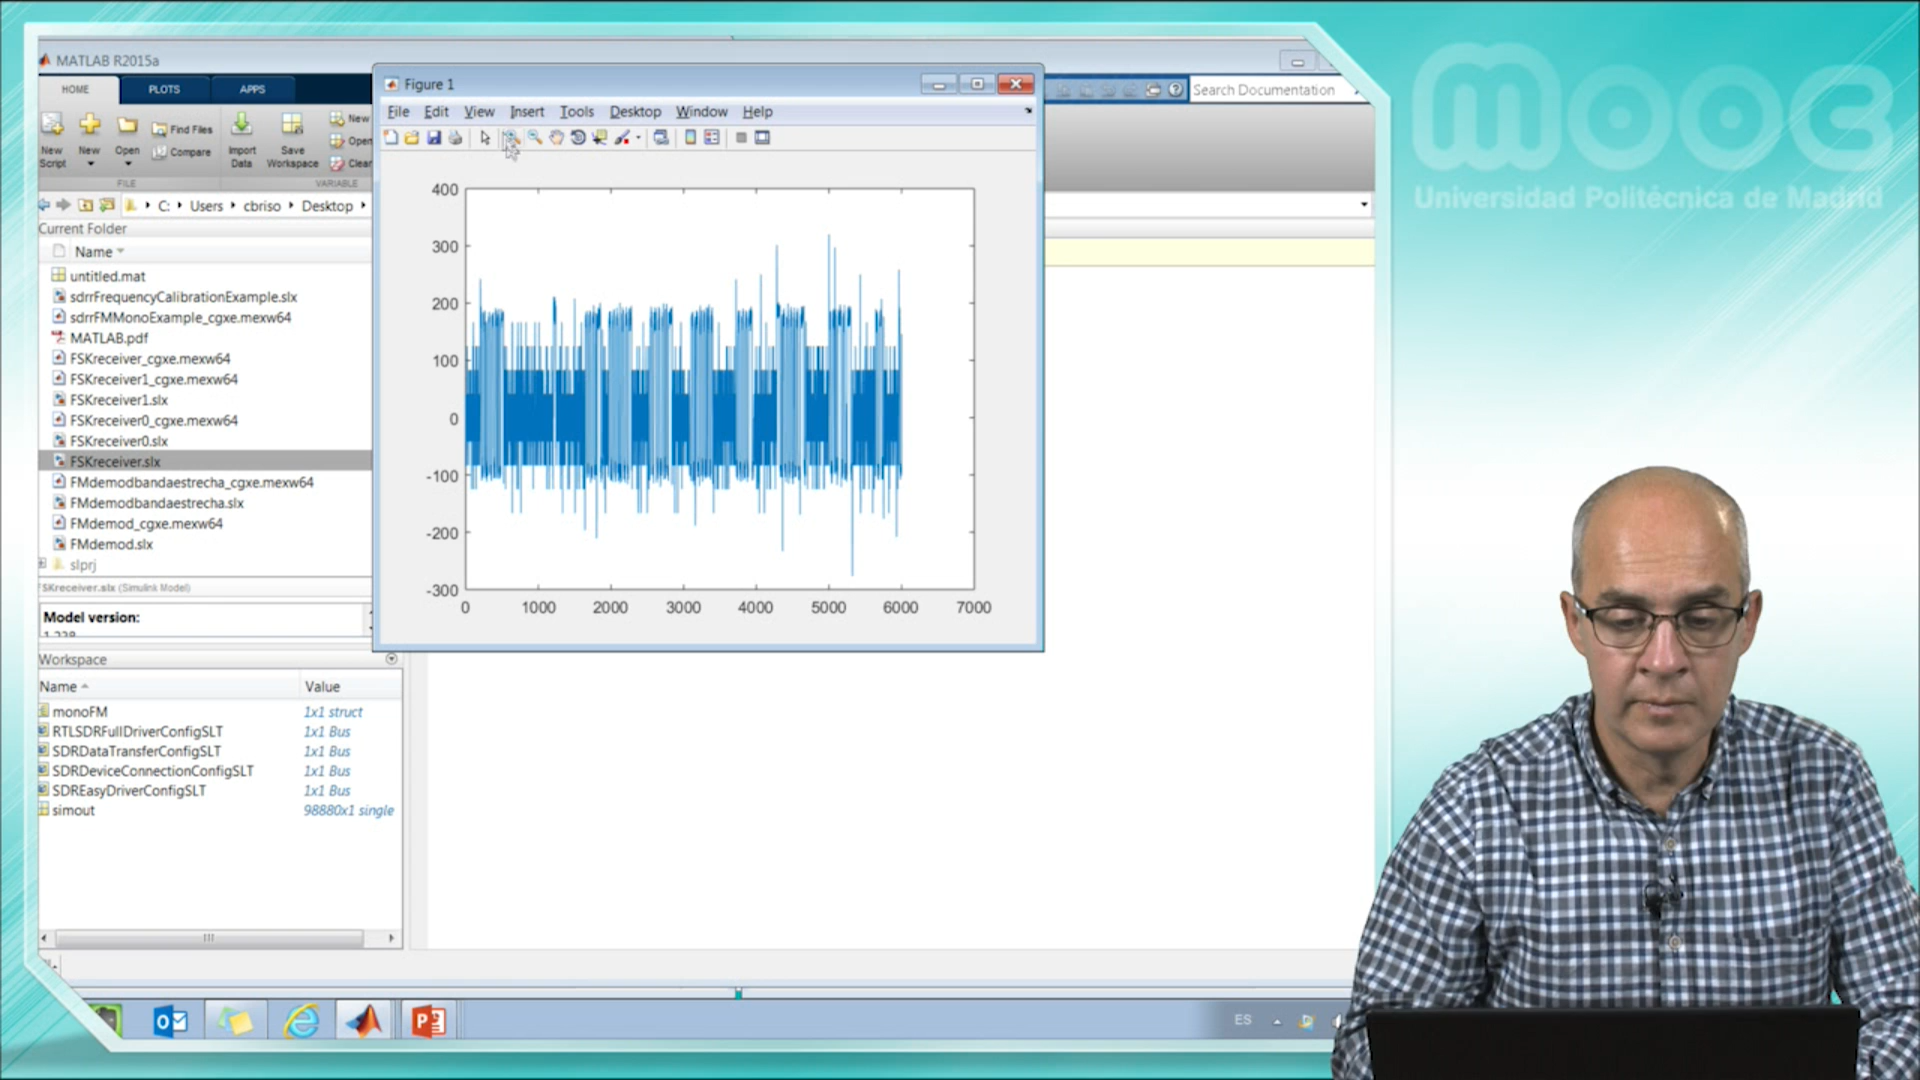 MATLAB R2015a
HOME
PLOTS
APPS
Search Documentation
New
Script
New
Open
Find Files
Compare
Import
Data
Save
Workspace
New
Open
Clear
FILE
VARIABLE
C:
Users
cbriso
Desktop
Current Folder
Name
untitled.mat
sdrrFrequencyCalibrationExample.slx
sdrrFMMonoExample_cgxe.mexw64
MATLAB.pdf
FSKreceiver_cgxe.mexw64
FSKreceiver1_cgxe.mexw64
FSKreceiver1.slx
FSKreceiver0_cgxe.mexw64
FSKreceiver0.slx
FSKreceiver.slx
FMdemodbandaestrecha_cgxe.mexw64
FMdemodbandaestrecha.slx
FMdemod_cgxe.mexw64
FMdemod.slx
slprj
FSKreceiver.slx (Simulink Model)
Model version:
Workspace
Name
Value
monoFM
1x1 struct
RTLSDRFullDriverConfigSLT
1x1 Bus
SDRDataTransferConfigSLT
1x1 Bus
SDRDeviceConnectionConfigSLT
1x1 Bus
SDREasyDriverConfigSLT
1x1 Bus
simout
98880x1 single
Figure 1
File Edit View Insert Tools Desktop Window Help
400
300
200
100
0
-100
-200
-300
0 1000 2000 3000 4000 5000 6000 7000
ES
mooc
Universidad Politécnica de Madrid